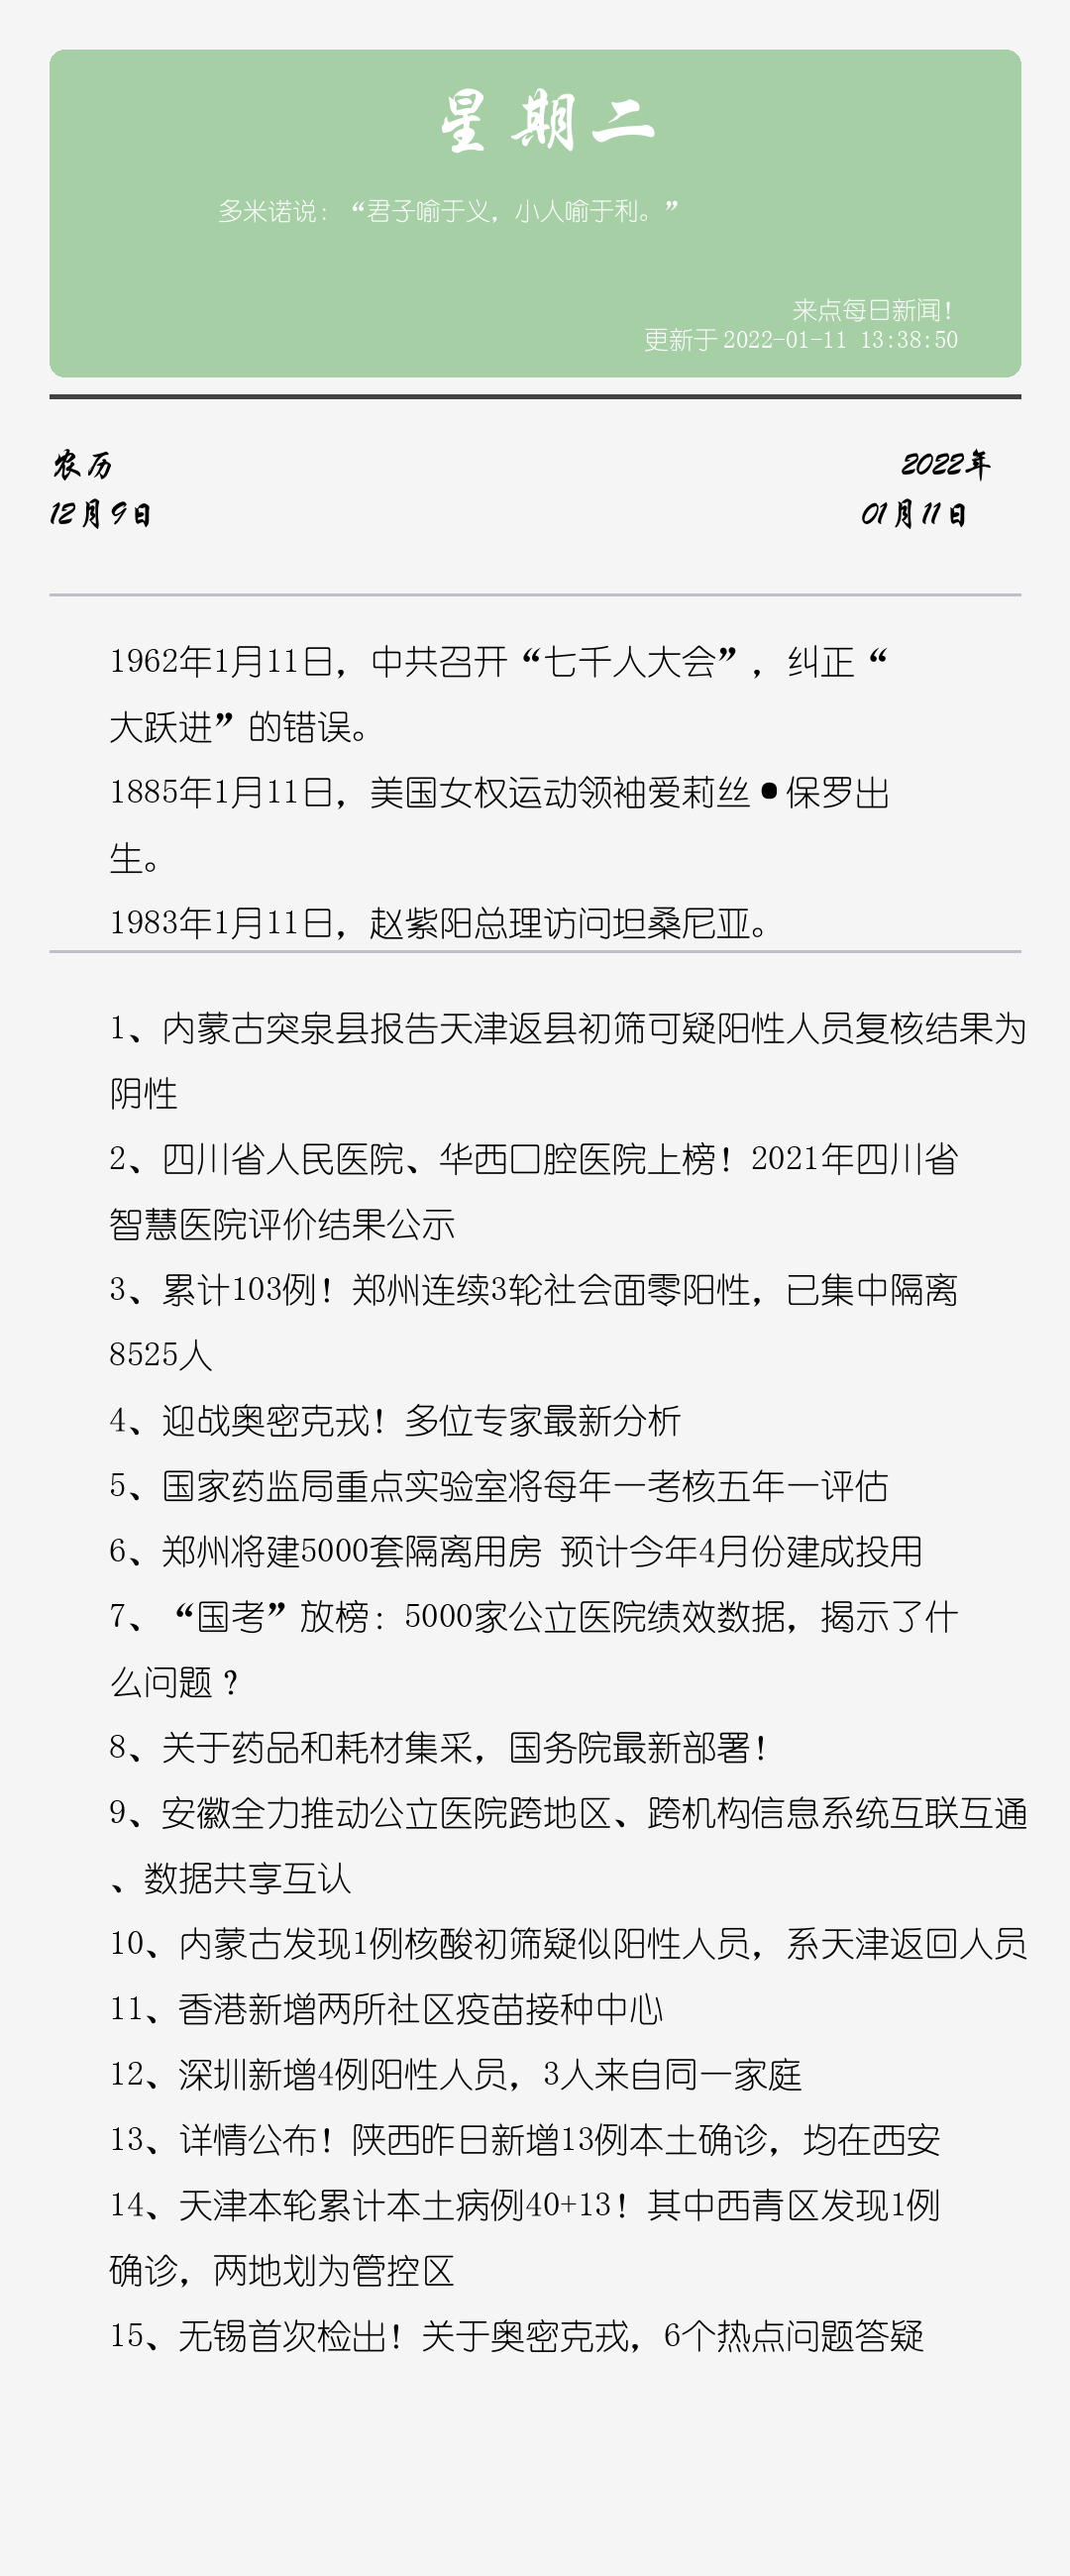 星期二
多米诺说：“君子喻于义，小人喻于利。”
来点每日新闻！
更新于 2022-01-11 13:38:50
农历
2022年
12月9日
01月11日
1962年1月11日，中共召开“七千人大会”，纠正“
大跃进”的错误。
1885年1月11日，美国女权运动领袖爱莉丝•保罗出
生。
1983年1月11日，赵紫阳总理访问坦桑尼亚。
1、内蒙古突泉县报告天津返县初筛可疑阳性人员复核结果为
阴性
2、四川省人民医院、华西口腔医院上榜！2021年四川省
智慧医院评价结果公示
3、累计103例！郑州连续3轮社会面零阳性，已集中隔离
8525人
4、迎战奥密克戎！多位专家最新分析
5、国家药监局重点实验室将每年一考核五年一评估
6、郑州将建5000套隔离用房 预计今年4月份建成投用
7、“国考”放榜：5000家公立医院绩效数据，揭示了什
么问题？
8、关于药品和耗材集采，国务院最新部署！
9、安徽全力推动公立医院跨地区、跨机构信息系统互联互通
、数据共享互认
10、内蒙古发现1例核酸初筛疑似阳性人员，系天津返回人员
11、香港新增两所社区疫苗接种中心
12、深圳新增4例阳性人员，3人来自同一家庭
13、详情公布！陕西昨日新增13例本土确诊，均在西安
14、天津本轮累计本土病例40+13！其中西青区发现1例
确诊，两地划为管控区
15、无锡首次检出！关于奥密克戎，6个热点问题答疑